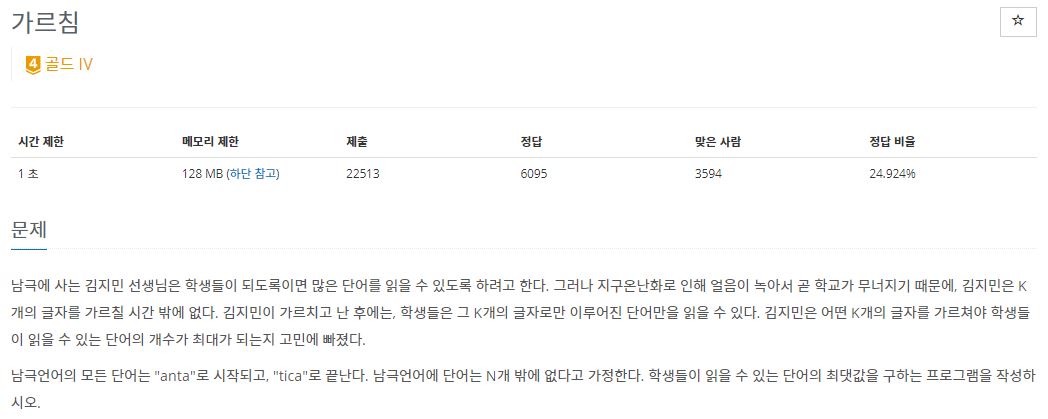 가르침
☆
4 골드 IV
시간 제한 메모리 제한 제출 정답 맞은 사람 정답 비율
1 초 128 MB (하단 참고) 22513 6095 3594 24.924%
문제
남극에 사는 김지민 선생님은 학생들이 되도록이면 많은 단어를 읽을 수 있도록 하려고 한다. 그러나 지구온난화로 인해 얼음이 녹아서 곧 학교가 무너지기 때문에, 김지민은 K
개의 글자를 가르칠 시간 밖에 없다. 김지민이 가르치고 난 후에는, 학생들은 그 K개의 글자로만 이루어진 단어만을 읽을 수 있다. 김지민은 어떤 K개의 글자를 가르쳐야 학생들
이 읽을 수 있는 단어의 개수가 최대가 되는지 고민에 빠졌다.
남극언어의 모든 단어는 "anta"로 시작되고, "tica"로 끝난다. 남극언어에 단어는 N개 밖에 없다고 가정한다. 학생들이 읽을 수 있는 단어의 최댓값을 구하는 프로그램을 작성하
시오.